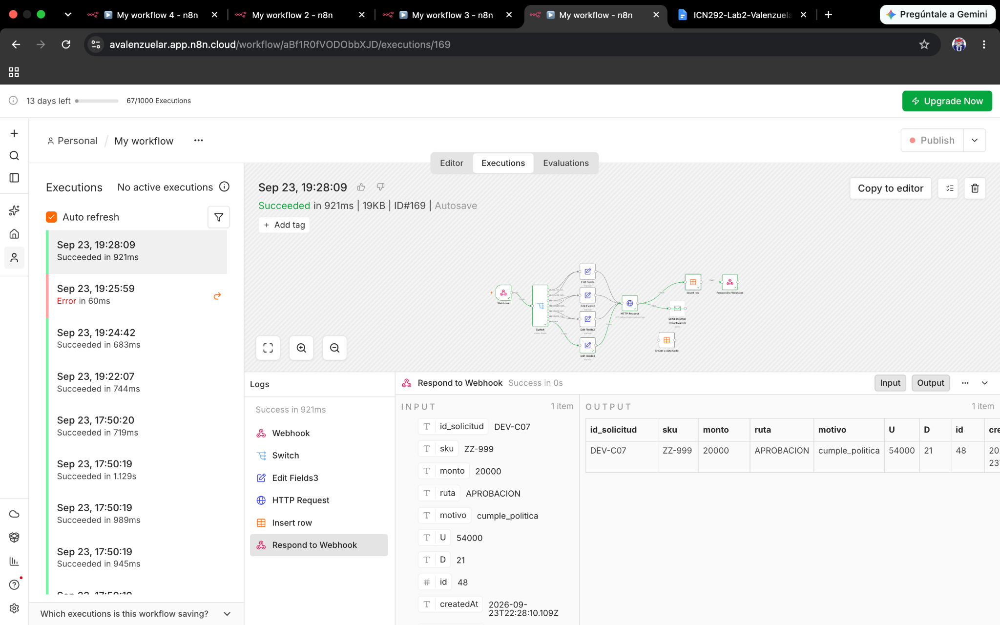 My workflow 4 - n8n
My workflow 2 - n8n
My workflow 3 - n8n
My workflow - n8n
ICN292-Lab2-Valenzuela
Pregúntale a Gemini
avalenzuelar.app.n8n.cloud/workflow/aBf1R0fVODObbXJD/executions/169
13 days left
67/1000 Executions
Upgrade Now
Personal / My workflow
Publish
Editor
Executions
Evaluations
Executions
No active executions
Auto refresh
Sep 23, 19:28:09
Succeeded in 921ms
Sep 23, 19:25:59
Error in 60ms
Sep 23, 19:24:42
Succeeded in 683ms
Sep 23, 19:22:07
Succeeded in 744ms
Sep 23, 17:50:20
Succeeded in 719ms
Sep 23, 17:50:19
Succeeded in 1.129s
Sep 23, 17:50:19
Succeeded in 989ms
Sep 23, 17:50:19
Succeeded in 945ms
Sep 23, 17:50:19
Which executions is this workflow saving?
Sep 23, 19:28:09
Succeeded in 921ms | 19KB | ID#169 | Autosave
+ Add tag
Copy to editor
Webhook
POST
1 item
Switch
Edit Fields
Edit Fields1
Edit Fields2
Edit Fields3
HTTP Request
1 item
Insert row
1 item
Respond to Webhook
Send an Email
(Deactivated)
Create a data table
Logs
Success in 921ms
Webhook
Switch
Edit Fields3
HTTP Request
Insert row
Respond to Webhook
Respond to Webhook Success in 0s
Input
Output
INPUT
1 item
T id_solicitud DEV-C07
T sku ZZ-999
T monto 20000
T ruta APROBACION
T motivo cumple_politica
T U 54000
T D 21
# id 48
T createdAt 2026-09-
23T22:28:10.109Z
OUTPUT
1 item
id_solicitud sku monto ruta motivo U D id cre
DEV-C07 ZZ-999 20000 APROBACION cumple_politica 54000 21 48 20
23